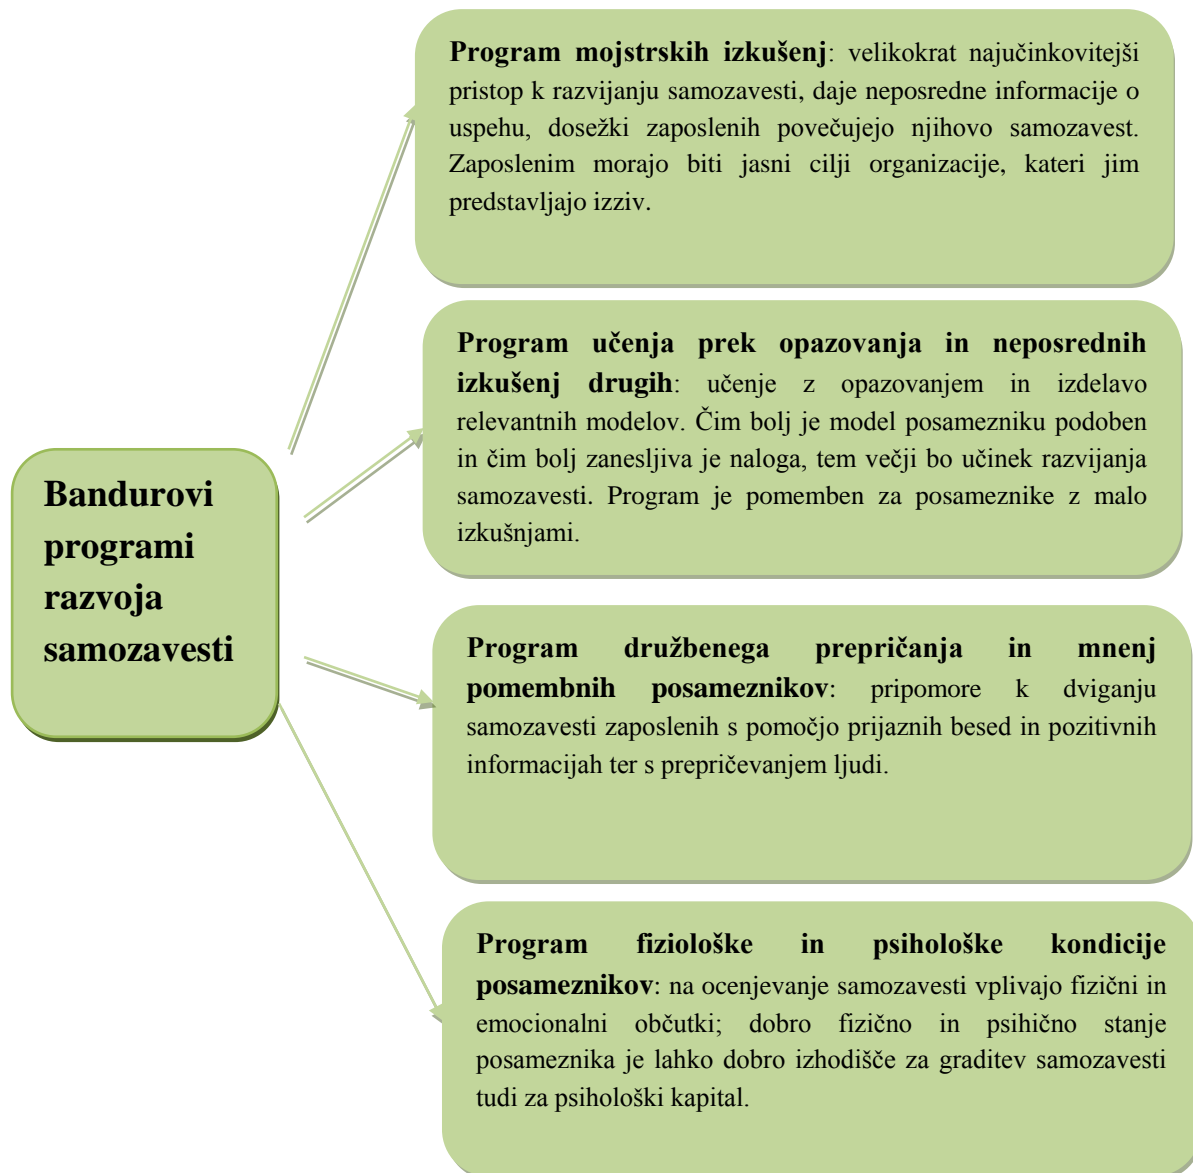 Program mojstrskih izkušenj: velikokrat najučinkovitejši
pristop k razvijanju samozavesti, daje neposredne informacije o
uspehu, dosežki zaposlenih povečujejo njihovo samozavest.
Zaposlenim morajo biti jasni cilji organizacije, kateri jim
predstavljajo izziv.
Program učenja prek opazovanja in neposrednih
izkušenj drugih: učenje z opazovanjem in izdelavo
relevantnih modelov. Čim bolj je model posamezniku podoben
in čim bolj zanesljiva je naloga, tem večji bo učinek razvijanja
samozavesti. Program je pomemben za posameznike z malo
izkušnjami.
Bandurovi
programi
razvoja
samozavesti
Program družbenega prepričanja in mnenj
pomembnih posameznikov: pripomore k dviganju
samozavesti zaposlenih s pomočjo prijaznih besed in pozitivnih
informacijah ter s prepričevanjem ljudi.
Program fiziološke in psihološke kondicije
posameznikov: na ocenjevanje samozavesti vplivajo fizični in
emocionalni občutki; dobro fizično in psihično stanje
posameznika je lahko dobro izhodišče za graditev samozavesti
tudi za psihološki kapital.